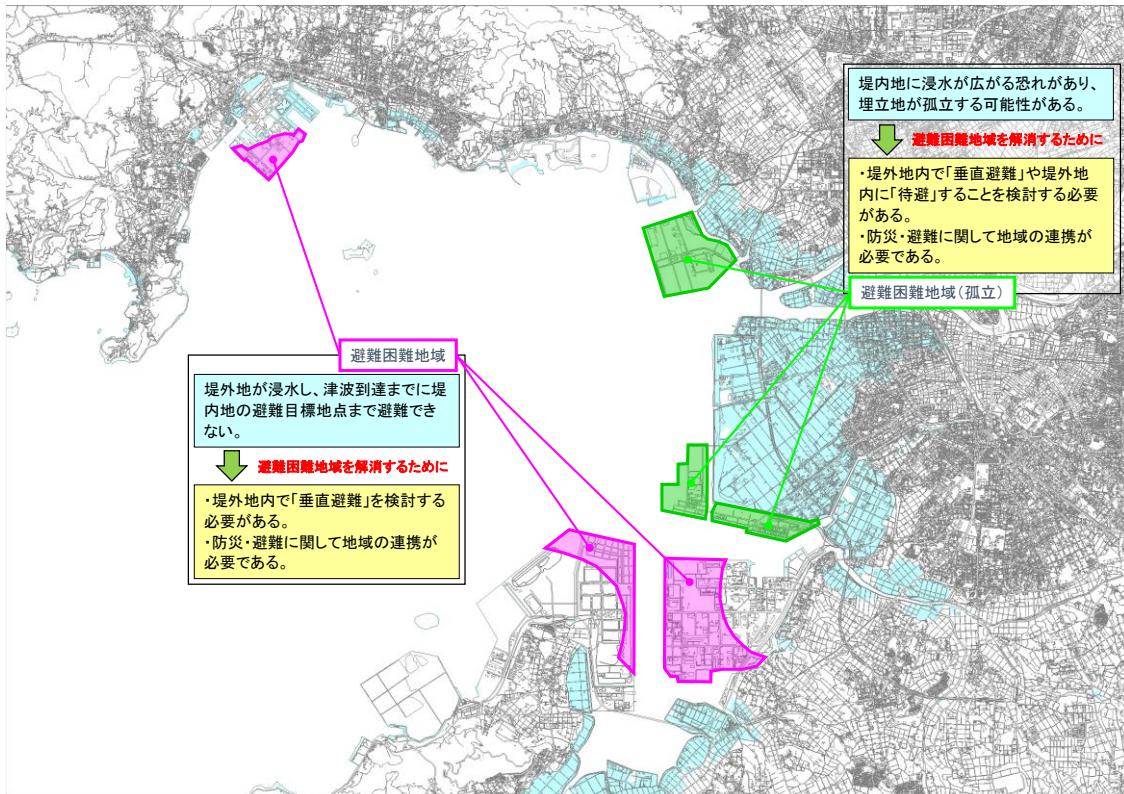 堤内地に浸水が広がる恐れがあり、
埋立地が孤立する可能性がある。
避難困難地域を解消するために
・堤外地内で「垂直避難」や堤外地
内に「待避」することを検討する必要
がある。
・防災・避難に関して地域の連携が
必要である。
避難困難地域(孤立)
避難困難地域
堤外地が浸水し、津波到達までに堤
内地の避難目標地点まで避難でき
ない。
避難困難地域を解消するために
・堤外地内で「垂直避難」を検討する
必要がある。
・防災・避難に関して地域の連携が
必要である。